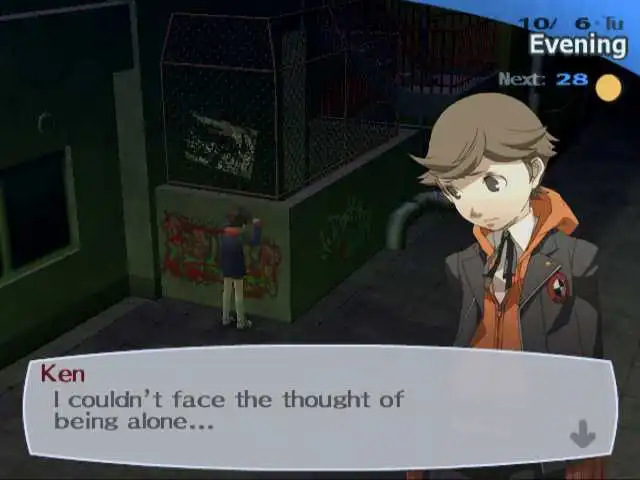 10/ 6 Tu
Evening
Next: 28
Ken
I couldn't face the thought of
being alone...